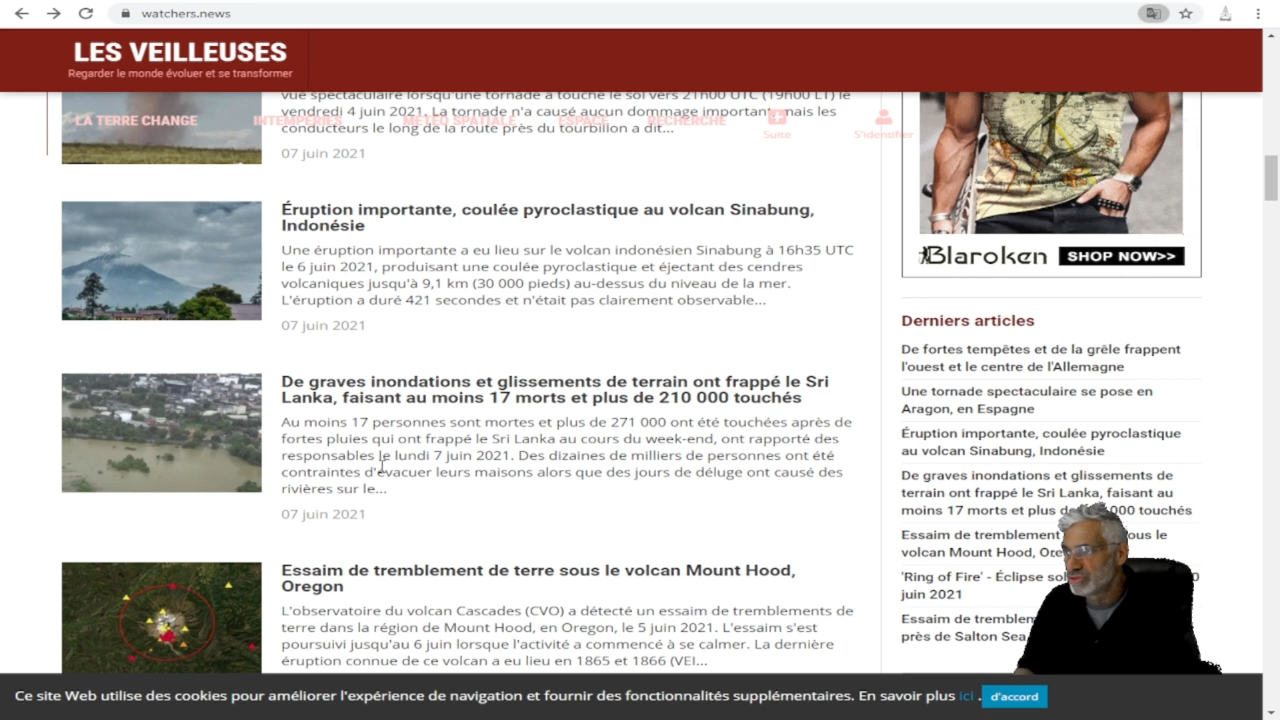 watchers.news
LES VEILLEUSES
Regarder le monde évoluer et se transformer
LA TERRE CHANGE
INTEMPÉRIES
MÉTÉO SPATIALE
ESPACE
RECHERCHE
Suite
S'identifier
vue spectaculaire lorsqu'une tornade a touché le sol vers 21h00 UTC (19h00 LT) le
vendredi 4 juin 2021. La tornade n'a causé aucun dommage important, mais les
conducteurs le long de la route près du tourbillon a dit...
07 juin 2021
Éruption importante, coulée pyroclastique au volcan Sinabung,
Indonésie
Une éruption importante a eu lieu sur le volcan indonésien Sinabung à 16h35 UTC
le 6 juin 2021, produisant une coulée pyroclastique et éjectant des cendres
volcaniques jusqu'à 9,1 km (30 000 pieds) au-dessus du niveau de la mer.
L'éruption a duré 421 secondes et n'était pas clairement observable...
07 juin 2021
De graves inondations et glissements de terrain ont frappé le Sri
Lanka, faisant au moins 17 morts et plus de 210 000 touchés
Au moins 17 personnes sont mortes et plus de 271 000 ont été touchées après de
fortes pluies qui ont frappé le Sri Lanka au cours du week-end, ont rapporté des
responsables le lundi 7 juin 2021. Des dizaines de milliers de personnes ont été
contraintes d'évacuer leurs maisons alors que des jours de déluge ont causé des
rivières sur le...
07 juin 2021
Essaim de tremblement de terre sous le volcan Mount Hood,
Oregon
L'observatoire du volcan Cascades (CVO) a détecté un essaim de tremblements de
terre dans la région de Mount Hood, en Oregon, le 5 juin 2021. L'essaim s'est
poursuivi jusqu'au 6 juin lorsque l'activité a commencé à se calmer. La dernière
éruption connue de ce volcan a eu lieu en 1865 et 1866 (VEI...
Blaroken SHOP NOW>>
Derniers articles
De fortes tempêtes et de la grêle frappent
l'ouest et le centre de l'Allemagne
Une tornade spectaculaire se pose en
Aragon, en Espagne
Éruption importante, coulée pyroclastique
au volcan Sinabung, Indonésie
De graves inondations et glissements de
terrain ont frappé le Sri Lanka, faisant au
moins 17 morts et plus 000 touchés
Essaim de tremblement ous le
volcan Mount Hood,
'Ring of Fire' - Éclipse
juin 2021
Essaim de
près de Salton Sea
Ce site Web utilise des cookies pour améliorer l'expérience de navigation et fournir des fonctionnalités supplémentaires. En savoir plus ici . d'accord